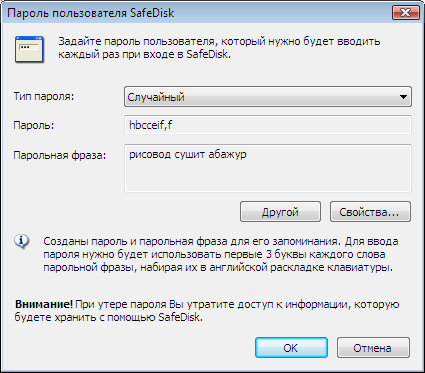 Пароль пользователя SafeDisk
Задайте пароль пользователя, который нужно будет вводить
каждый раз при входе в SafeDisk.
Тип пароля:
Случайный
Пароль:
hbcceif,f
Парольная фраза:
рисовод сушит абажур
Другой
Свойства...
Созданы пароль и парольная фраза для его запоминания. Для ввода
пароля нужно будет использовать первые 3 буквы каждого слова
парольной фразы, набирая их в английской раскладке клавиатуры.
Внимание! При утере пароля Вы утратите доступ к информации, которую
будете хранить с помощью SafeDisk.
OK
Отмена